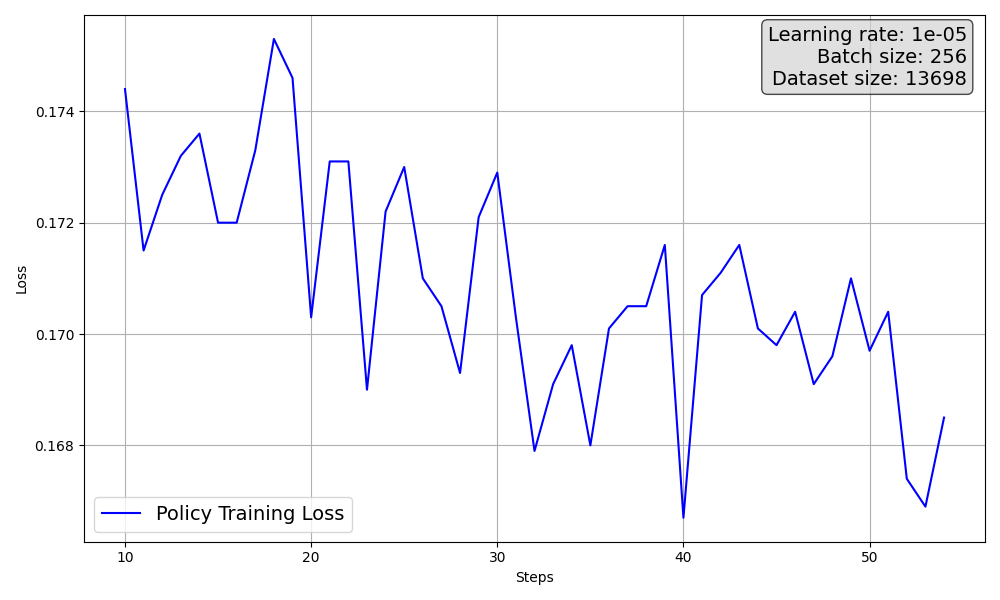 Learning rate: 1e-05
Batch size: 256
Dataset size: 13698
0.174
0.172
0.170
0.168
Loss
Policy Training Loss
10
20
30
40
50
Steps